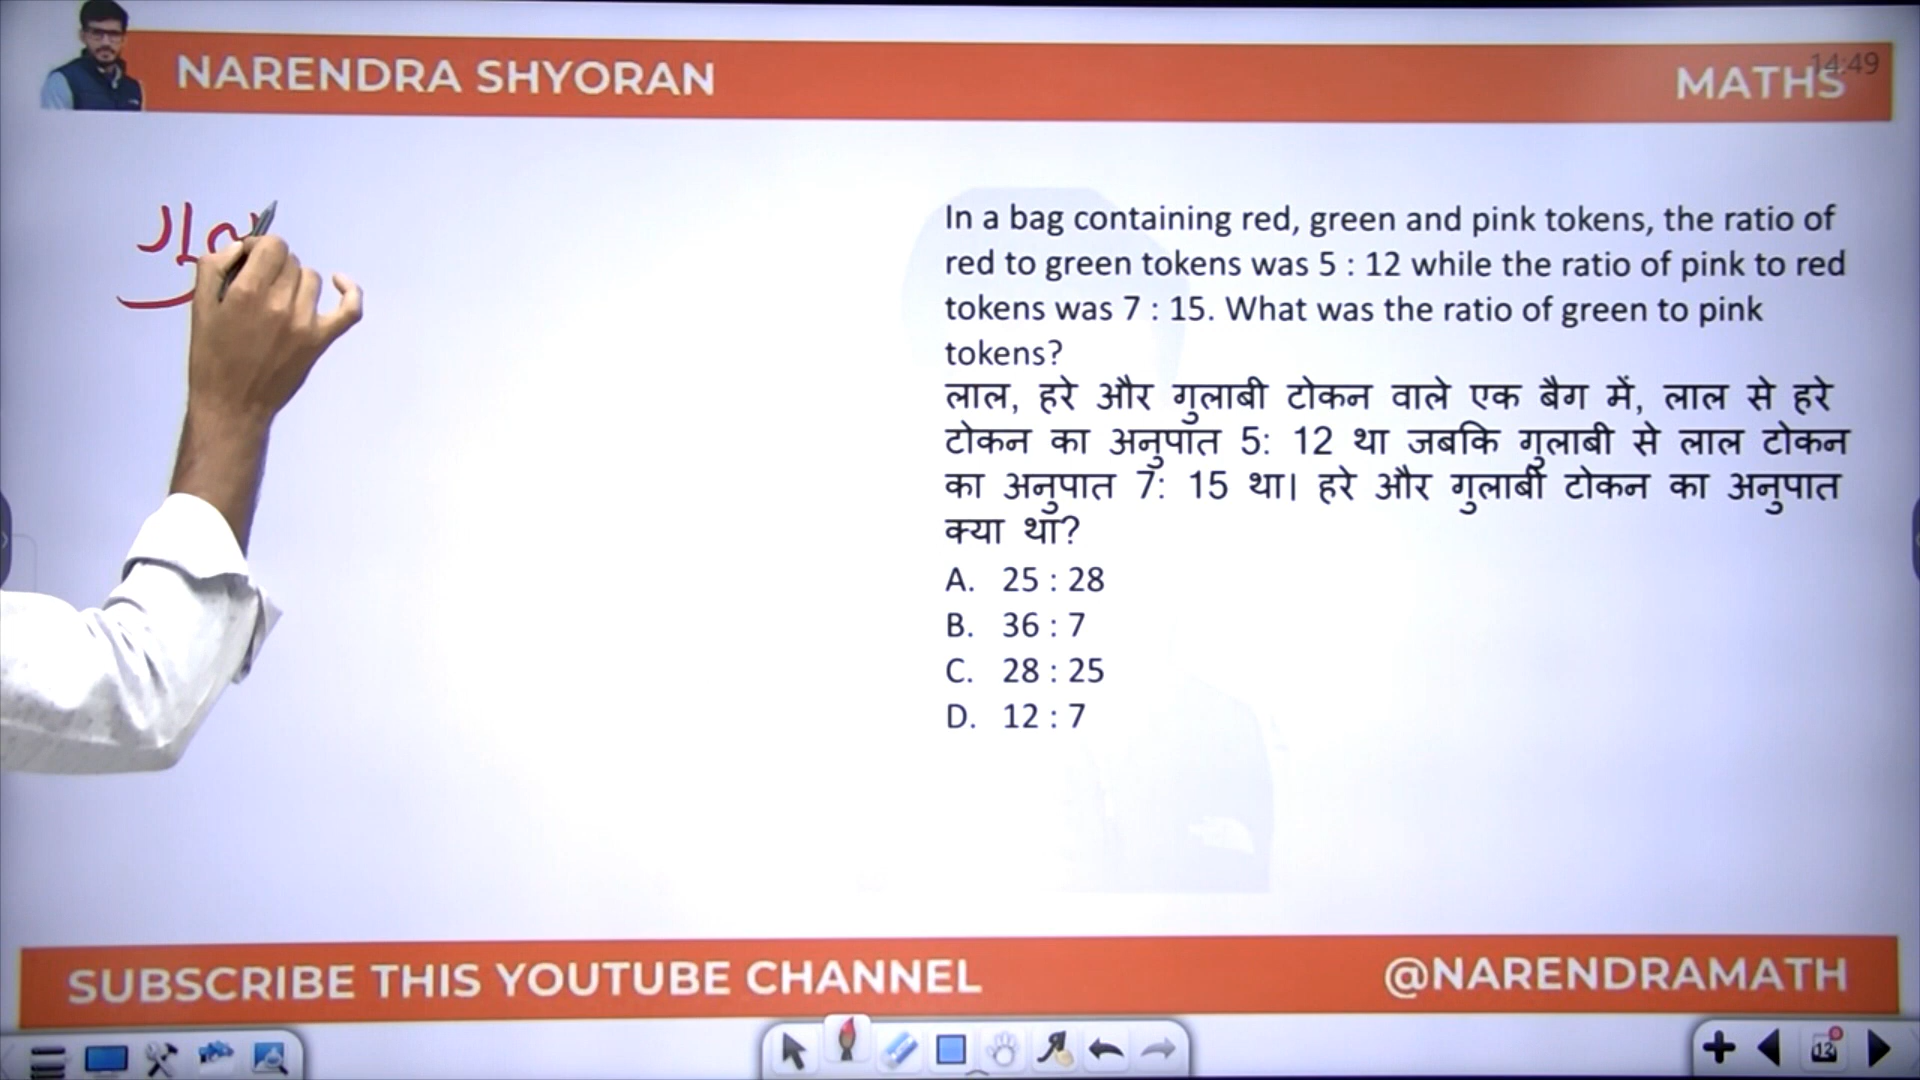 NARENDRA SHYORAN
MATHS
14:49
In a bag containing red, green and pink tokens, the ratio of
red to green tokens was 5 : 12 while the ratio of pink to red
tokens was 7 : 15. What was the ratio of green to pink
tokens?
लाल, हरे और गुलाबी टोकन वाले एक बैग में, लाल से हरे
टोकन का अनुपात 5: 12 था जबकि गुलाबी से लाल टोकन
का अनुपात 7: 15 था। हरे और गुलाबी टोकन का अनुपात
क्या था?
A. 25 : 28
B. 36 : 7
C. 28 : 25
D. 12 : 7
SUBSCRIBE THIS YOUTUBE CHANNEL
@NARENDRAMATH
12